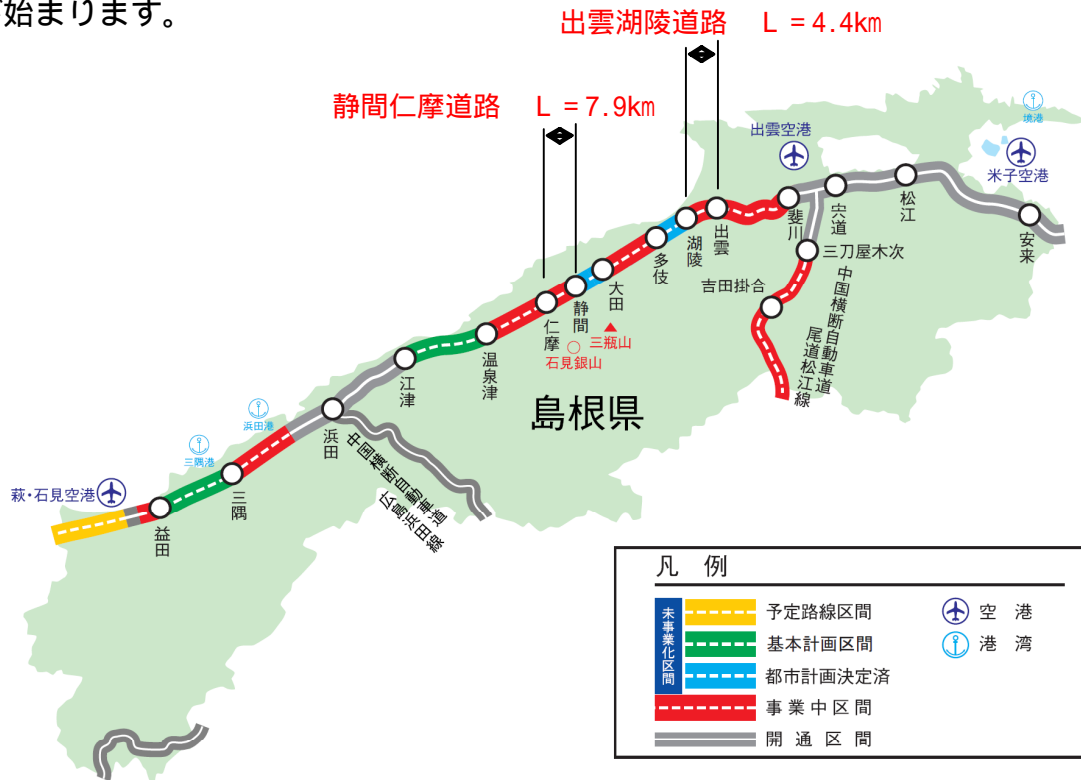 始まります。
出雲湖陵道路 L = 4.4km
静間仁摩道路 L = 7.9km
境港
出雲空港
米子空港
松江
宍道
斐川
安来
出雲
湖陵
多伎
三刀屋木次
大田
吉田掛合
静間
仁摩
三瓶山
石見銀山
中国横断自動車道
尾道松江線
温泉津
江津
島根県
浜田港
浜田
三隅港
中国横断自動車道
広島浜田線
三隅
萩・石見空港
益田
凡 例
未事業化区間
予定路線区間
基本計画区間
都市計画決定済
事業中区間
開通区間
空港
港湾